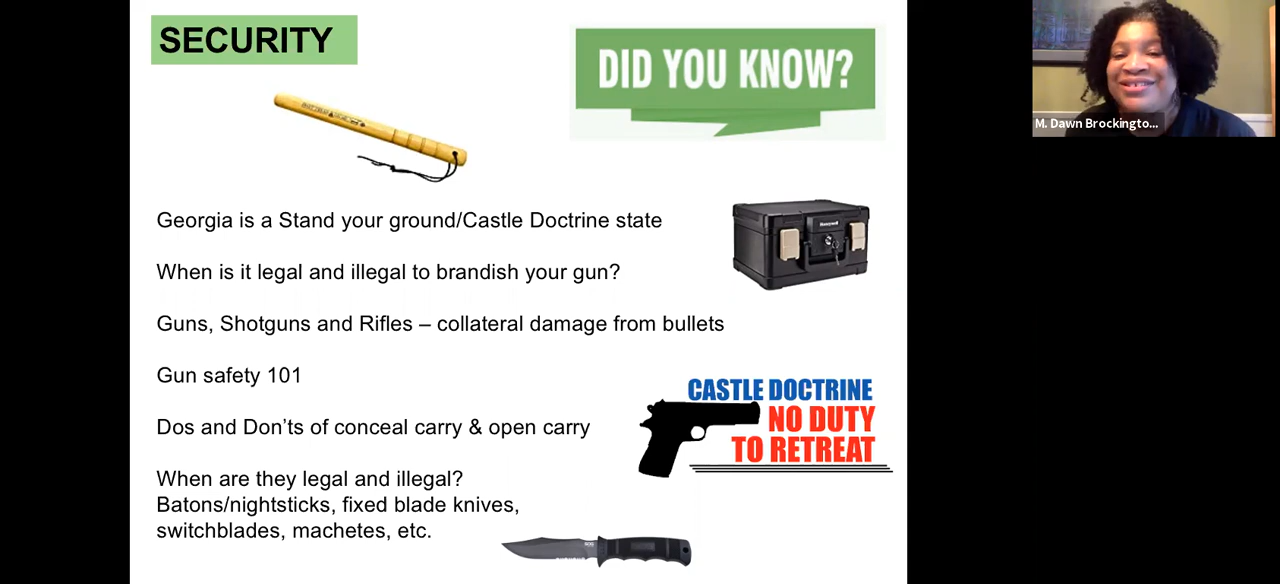 SECURITY
DID YOU KNOW?
M. Dawn Brockingto...
Georgia is a Stand your ground/Castle Doctrine state
Honeywell
When is it legal and illegal to brandish your gun?
Guns, Shotguns and Rifles – collateral damage from bullets
Gun safety 101
CASTLE DOCTRINE
NO DUTY
TO RETREAT
Dos and Don'ts of conceal carry & open carry
When are they legal and illegal?
Batons/nightsticks, fixed blade knives,
switchblades, machetes, etc.